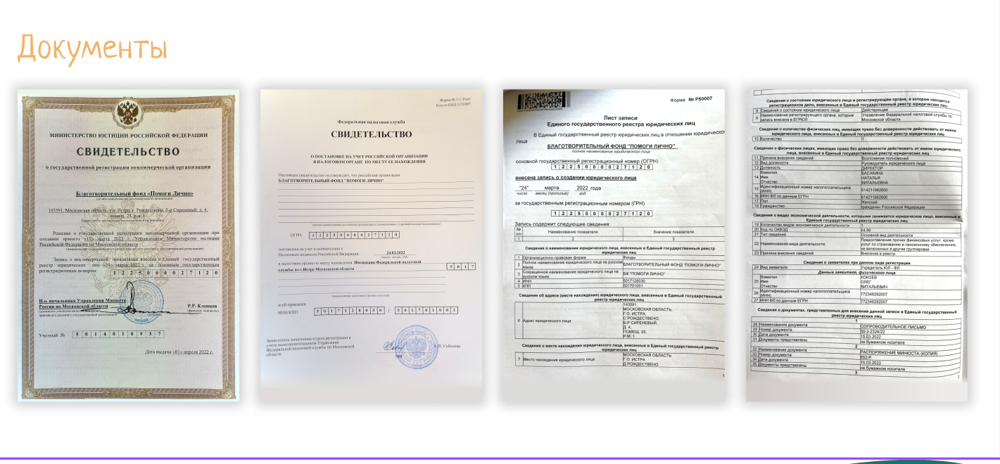 Документы
МИНИСТЕРСТВО ЮСТИЦИИ РОССИЙСКОЙ ФЕДЕРАЦИИ
СВИДЕТЕЛЬСТВО
о государственной регистрации некоммерческой организации
Благотворительный фонд «Помоги Лично»
(полное наименование некоммерческой организации)
143591, Московская область, г.о. Истра, с. Рождествено, б-р Сиреневый, д. 4,
помещ. 28, р.м. 1
Решение о государственной регистрации некоммерческой организации при
создании принято «15» марта 2022 г. Управлением Министерства юстиции
Российской Федерации по Московской области
Запись о некоммерческой организации внесена в Единый государственный
реестр юридических лиц «24» марта 2022 г. за основным государственным
регистрационным номером: 1 2 2 5 0 0 0 0 2 7 1 2 0
И.о. начальника Управления Минюста
России по Московской области
Р.Р. Клонцов
Учетный № 5 0 1 4 0 1 0 9 3 7
Дата выдачи «01» апреля 2022 г.
Форма № 1-1-Учет
Код по КНД 1121007
Федеральная налоговая служба
СВИДЕТЕЛЬСТВО
О ПОСТАНОВКЕ НА УЧЕТ РОССИЙСКОЙ ОРГАНИЗАЦИИ
В НАЛОГОВОМ ОРГАНЕ ПО МЕСТУ ЕЕ НАХОЖДЕНИЯ
Настоящее свидетельство подтверждает, что российская организация
БЛАГОТВОРИТЕЛЬНЫЙ ФОНД "ПОМОГИ ЛИЧНО"
ОГРН 1 2 2 5 0 0 0 0 2 7 1 2 0
поставлена на учет в соответствии с
Налоговым кодексом Российской Федерации 24.03.2022
в налоговом органе по месту нахождения Инспекция Федеральной налоговой
службы по г.Истре Московской области 5 0 1 7
и ей присвоен
ИНН/КПП 5 0 1 7 1 2 8 0 3 0 / 5 0 1 7 0 1 0 0 1
Заместитель начальника отдела регистрации и
учета налогоплательщиков Управления
Федеральной налоговой службы по Московской
области
З. П. Соболева
МП
Форма № Р50007
Лист записи
Единого государственного реестра юридических лиц
В Единый государственный реестр юридических лиц в отношении юридическо
лица
БЛАГОТВОРИТЕЛЬНЫЙ ФОНД "ПОМОГИ ЛИЧНО"
полное наименование юридического лица
основной государственный регистрационный номер (ОГРН)
1 2 2 5 0 0 0 0 2 7 1 2 0
внесена запись о создании юридического лица
"24" марта 2022 года
число месяц (прописью) год
за государственным регистрационным номером (ГРН)
1 2 2 5 0 0 0 0 2 7 1 2 0
Запись содержит следующие сведения:
№ п/п Наименование показателя Значение показателя
1 2 3
Сведения о наименовании юридического лица, внесенные в Единый государственный реестр
юридических лиц
1 Организационно-правовая форма Фонды
2 Полное наименование юридического лица на русском языке БЛАГОТВОРИТЕЛЬНЫЙ ФОНД "ПОМОГИ ЛИЧНО"
3 Сокращенное наименование юридического лица на русском языке БФ "ПОМОГИ ЛИЧНО"
4 ИНН 5017128030
5 КПП 501701001
Сведения об адресе (месте нахождения) юридического лица, внесенные в Единый государственный
реестр юридических лиц
143591,
МОСКОВСКАЯ ОБЛАСТЬ,
Г.О. ИСТРА,
С РОЖДЕСТВЕНО,
Б-Р СИРЕНЕВЫЙ,
6 Адрес юридического лица Д. 4,
ПОМЕЩ. 28,
Р.М. 1
Сведения о месте нахождения юридического лица, внесенные в Единый государственный реестр
юридических лиц
МОСКОВСКАЯ ОБЛАСТЬ
7 Место нахождения юридического лица Г.О. ИСТРА
Д РОЖДЕСТВЕНО
1
Сведения о состоянии юридического лица и регистрирующем органе, в котором находится
регистрационное дело, внесенные в Единый государственный реестр юридических лиц
8 Сведения о состоянии юридического лица Действующее
9 Наименование регистрирующего органа, которым запись внесена в ЕГРЮЛ Управление Федеральной налоговой службы по Московской области
Сведения о количестве физических лиц, имеющих право без доверенности действовать от имени
юридического лица, внесенные в Единый государственный реестр юридических лиц
10 Количество 1
Сведения о физических лицах, имеющих право без доверенности действовать от имени юридического
лица, внесенные в Единый государственный реестр юридических лиц
11 Причина внесения сведений Возложение полномочий
12 Вид должности Руководитель юридического лица
13 Должность ДИРЕКТОР
Фамилия БАСАКИНА
14 Имя НАТАЛЬЯ
Отчество ВИТАЛЬЕВНА
15 Идентификационный номер налогоплательщика (ИНН) 614211962600
16 ИНН ФЛ по данным ЕГРН 614211962600
17 Пол Женский
18 Гражданство гражданин Российской Федерации
Сведения о видах экономической деятельности, которыми занимается юридическое лицо, внесенные в
Единый государственный реестр юридических лиц
19 Количество видов экономической деятельности 1
20 Код по ОКВЭД 64.99
21 Тип сведений Основной вид деятельности
22 Наименование вида деятельности Предоставление прочих финансовых услуг, кроме услуг по страхованию и пенсионному обеспечению, не включенных в другие группировки
23 Причина внесения сведений Внесение в реестр
Сведения о заявителях при данном виде регистрации
24 Вид заявителя Учредитель ЮЛ - ФЛ
Данные заявителя, физического лица
Фамилия КОКОЕВ
25 Имя ОЛЕГ
Отчество ВИТАЛЬЕВИЧ
26 Идентификационный номер налогоплательщика (ИНН) 772348292007
27 ИНН ФЛ по данным ЕГРН 772348292007
Сведения о документах, представленных для внесения данной записи в Единый государственный
реестр юридических лиц
1
28 Наименование документа СОПРОВОДИТЕЛЬНОЕ ПИСЬМО
29 Номер документа 50-3-2326/22
30 Дата документа 15.03.2022
31 Документы представлены на бумажном носителе
2
32 Наименование документа РАСПОРЯЖЕНИЕ МИНЮСТА (КОПИЯ)
33 Номер документа 652-Р
34 Дата документа 15.03.2022
35 Документы представлены на бумажном носителе
3
2